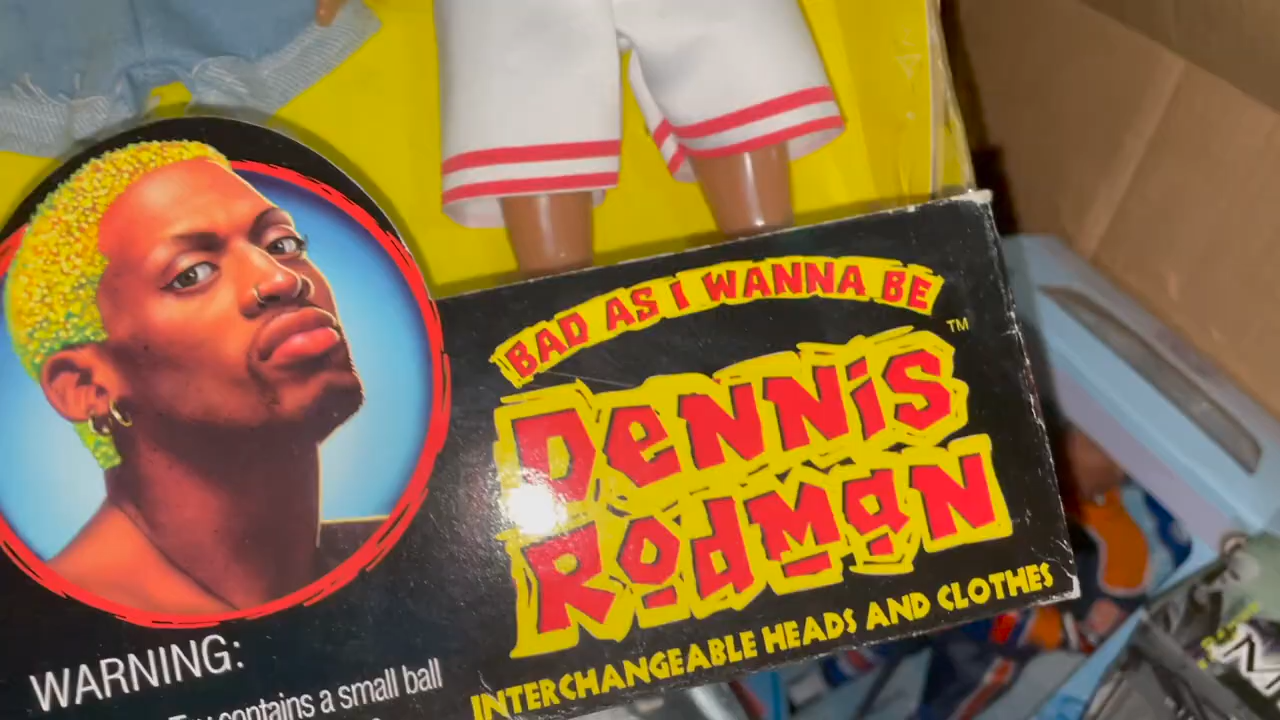 BAD AS I WANNA BE
TM
DeNNiS
RodmaN
INTERCHANGEABLE HEADS AND CLOTHES
WARNING:
contains a small ball